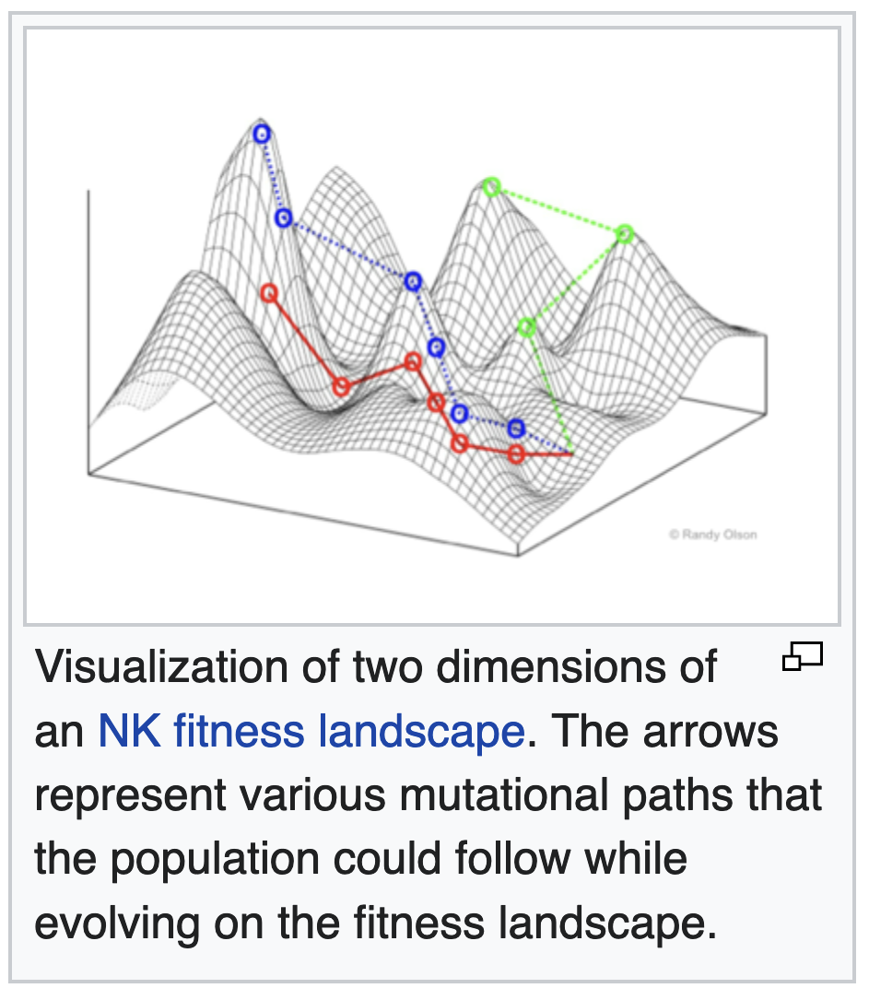 © Randy Olson
Visualization of two dimensions of
an NK fitness landscape. The arrows
represent various mutational paths that
the population could follow while
evolving on the fitness landscape.